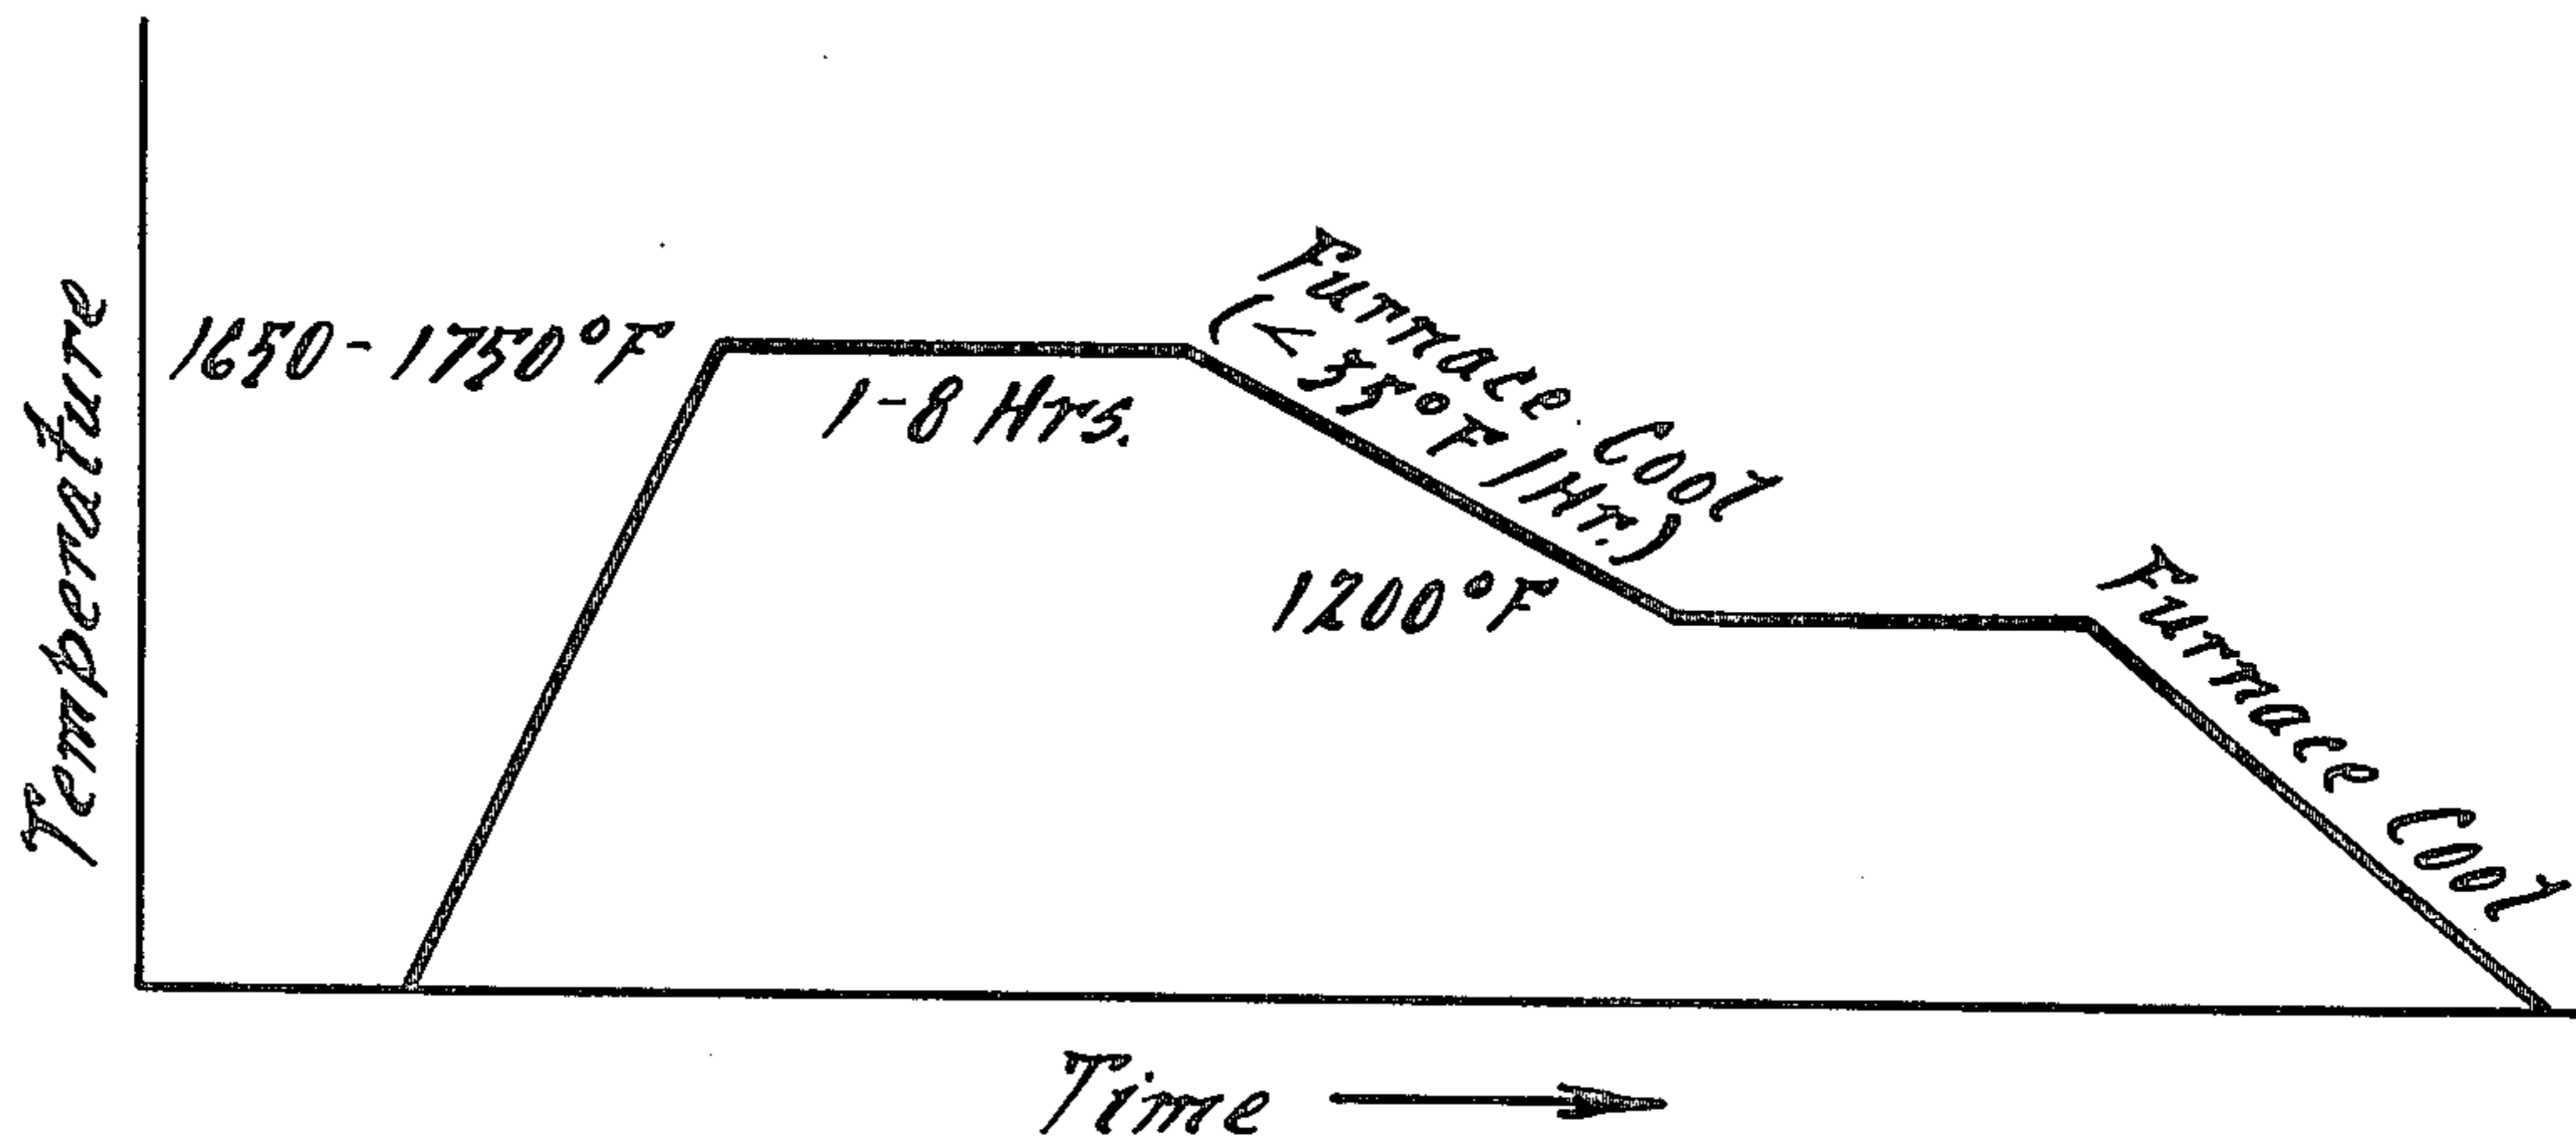 Temperature
1650-1750°F
1-8 Hrs.
Furnace Cool
(<35°F/Hr.)
1200°F
Furnace Cool
Time